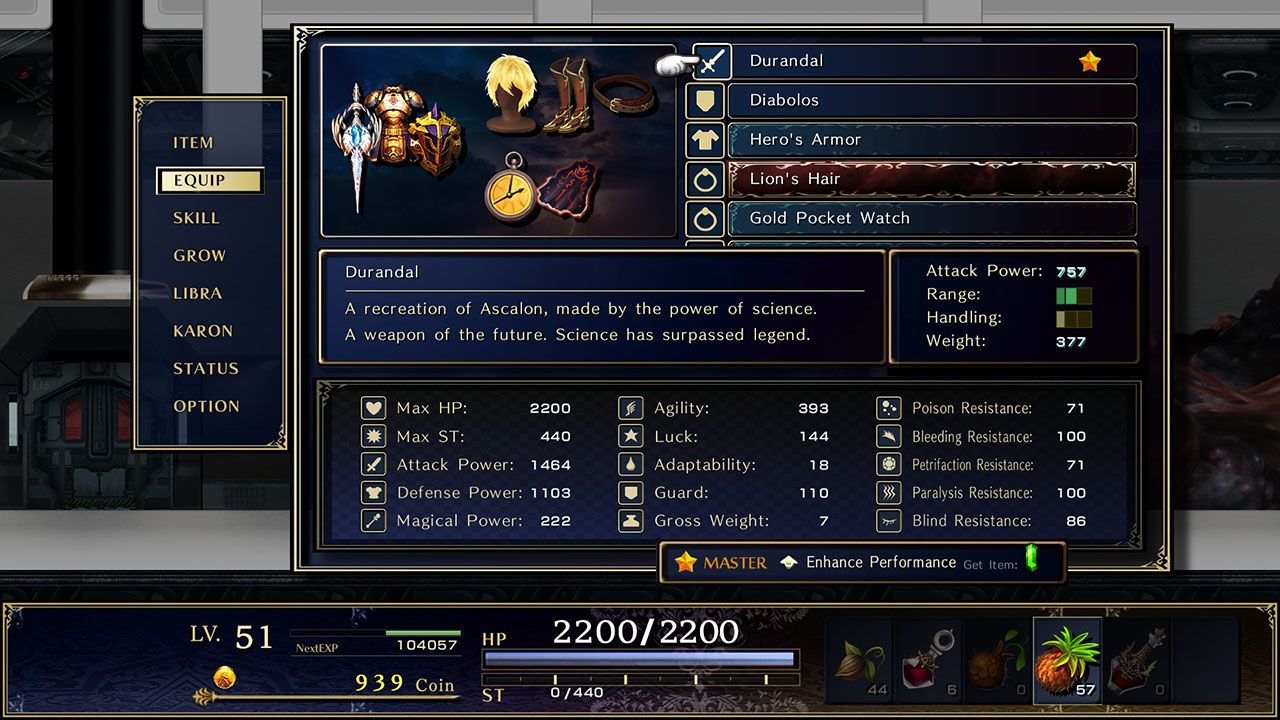 ITEM
EQUIP
SKILL
GROW
LIBRA
KARON
STATUS
OPTION
Durandal
Diabolos
Hero's Armor
Lion's Hair
Gold Pocket Watch
Durandal
A recreation of Ascalon, made by the power of science.
A weapon of the future. Science has surpassed legend.
Attack Power: 757
Range:
Handling:
Weight: 377
Max HP: 2200
Max ST: 440
Attack Power: 1464
Defense Power: 1103
Magical Power: 222
Agility: 393
Luck: 144
Adaptability: 18
Guard: 110
Gross Weight: 7
Poison Resistance: 71
Bleeding Resistance: 100
Petrifaction Resistance: 71
Paralysis Resistance: 100
Blind Resistance: 86
MASTER Enhance Performance Get Item:
LV. 51
NextEXP 104057
939 Coin
HP 2200/2200
ST 0/440
44 6 0 57 0